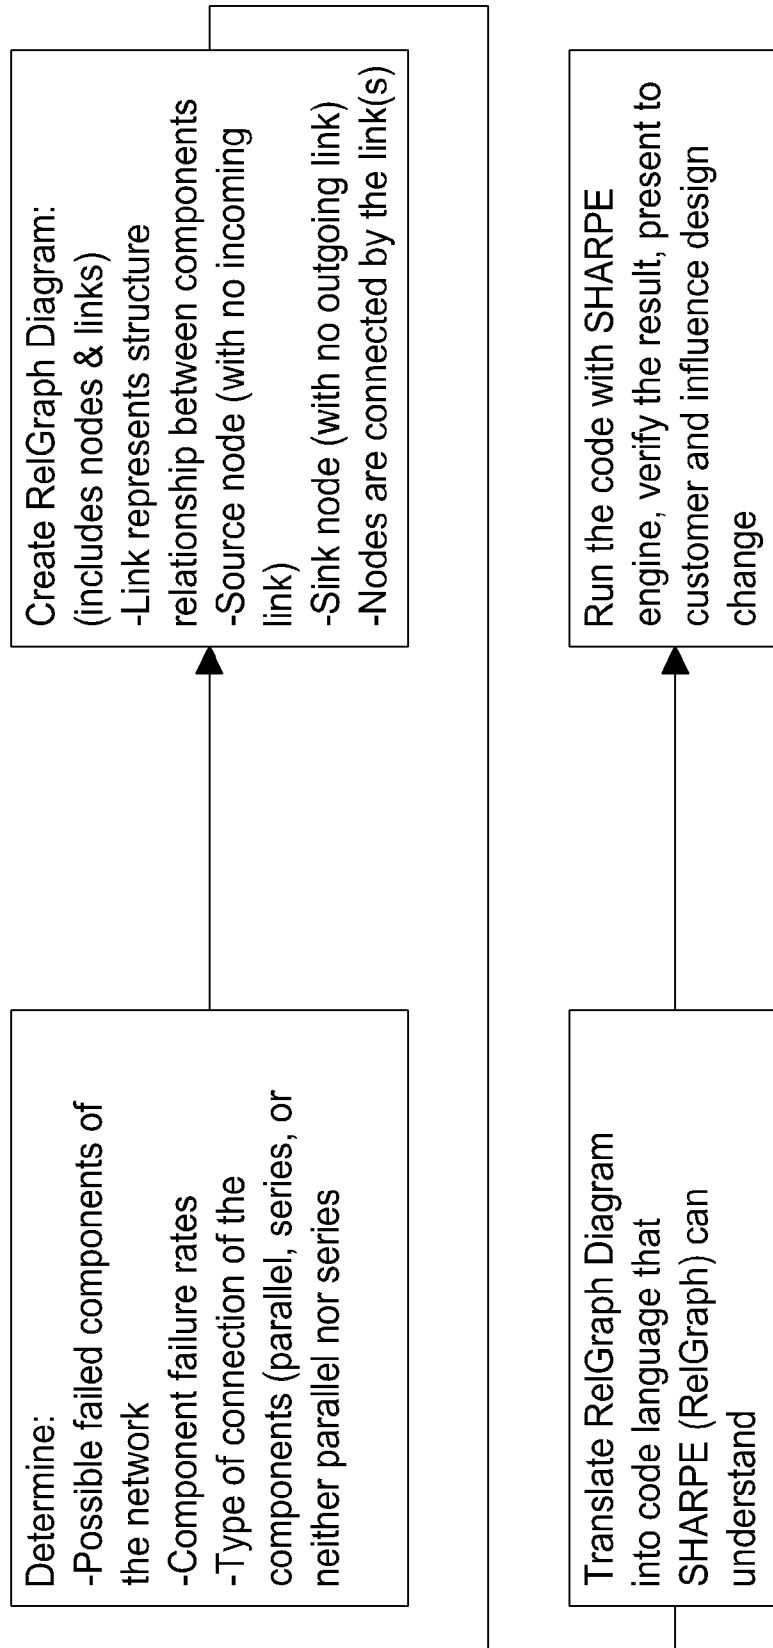 Determine:
-Possible failed components of
the network
-Component failure rates
-Type of connection of the
components (parallel, series, or
neither parallel nor series
Create RelGraph Diagram:
(includes nodes & links)
-Link represents structure
relationship between components
-Source node (with no incoming
link)
-Sink node (with no outgoing link)
-Nodes are connected by the link(s)
Translate RelGraph Diagram
into code language that
SHARPE (RelGraph) can
understand
Run the code with SHARPE
engine, verify the result, present to
customer and influence design
change